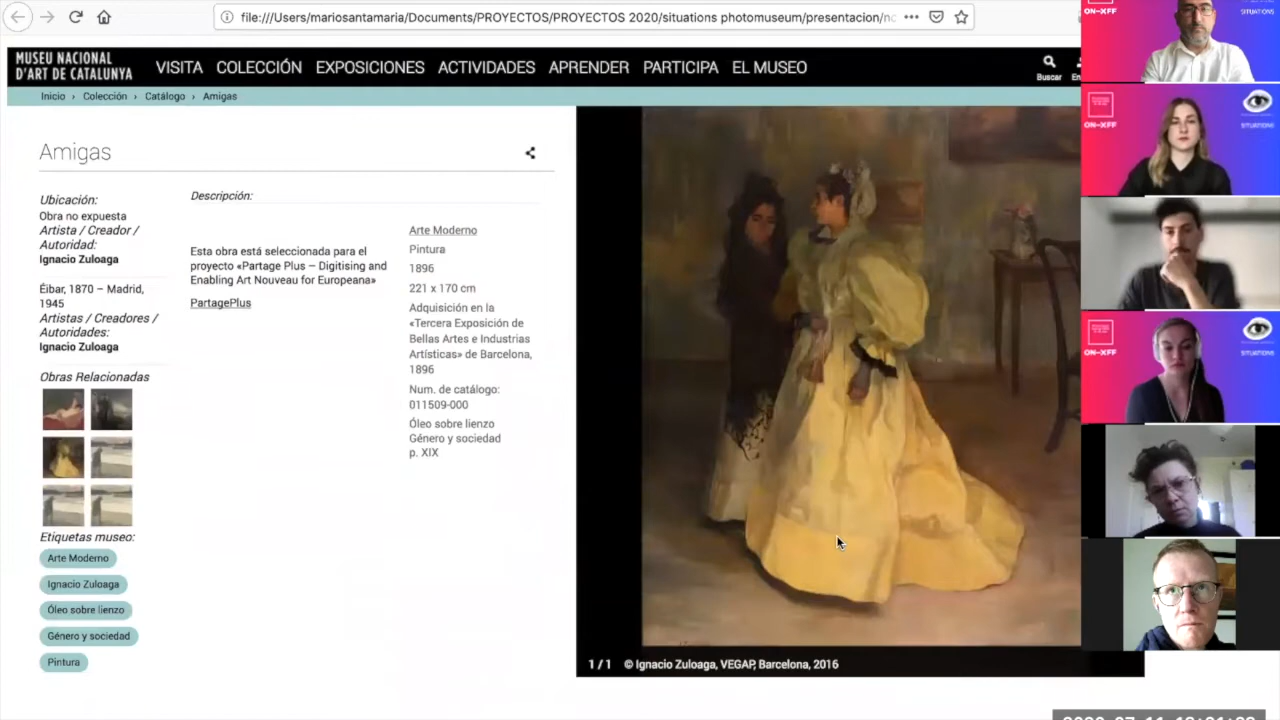 file:///Users/mariosantamaria/Documents/PROYECTOS/PROYECTOS 2020/situations photomuseum/presentacion/
MUSEU NACIONAL
D'ART DE CATALUNYA
VISITA COLECCIÓN EXPOSICIONES ACTIVIDADES APRENDER PARTICIPA EL MUSEO
Buscar
Inicio › Colección › Catálogo › Amigas
Amigas
Ubicación:
Obra no expuesta
Artista / Creador /
Autoridad:
Ignacio Zuloaga
Éibar, 1870 – Madrid,
1945
Artistas / Creadores /
Autoridades:
Ignacio Zuloaga
Obras Relacionadas
Etiquetas museo:
Arte Moderno
Ignacio Zuloaga
Óleo sobre lienzo
Género y sociedad
Pintura
Descripción:
Esta obra está seleccionada para el
proyecto «Partage Plus – Digitising and
Enabling Art Nouveau for Europeana»
PartagePlus
Arte Moderno
Pintura
1896
221 x 170 cm
Adquisición en la
«Tercera Exposición de
Bellas Artes e Industrias
Artísticas» de Barcelona,
1896
Num. de catálogo:
011509-000
Óleo sobre lienzo
Género y sociedad
p. XIX
1 / 1 © Ignacio Zuloaga, VEGAP, Barcelona, 2016
ON-XFF
SITUATIONS
ON-XFF
SITUATIONS
ON-XFF
SITUATIONS